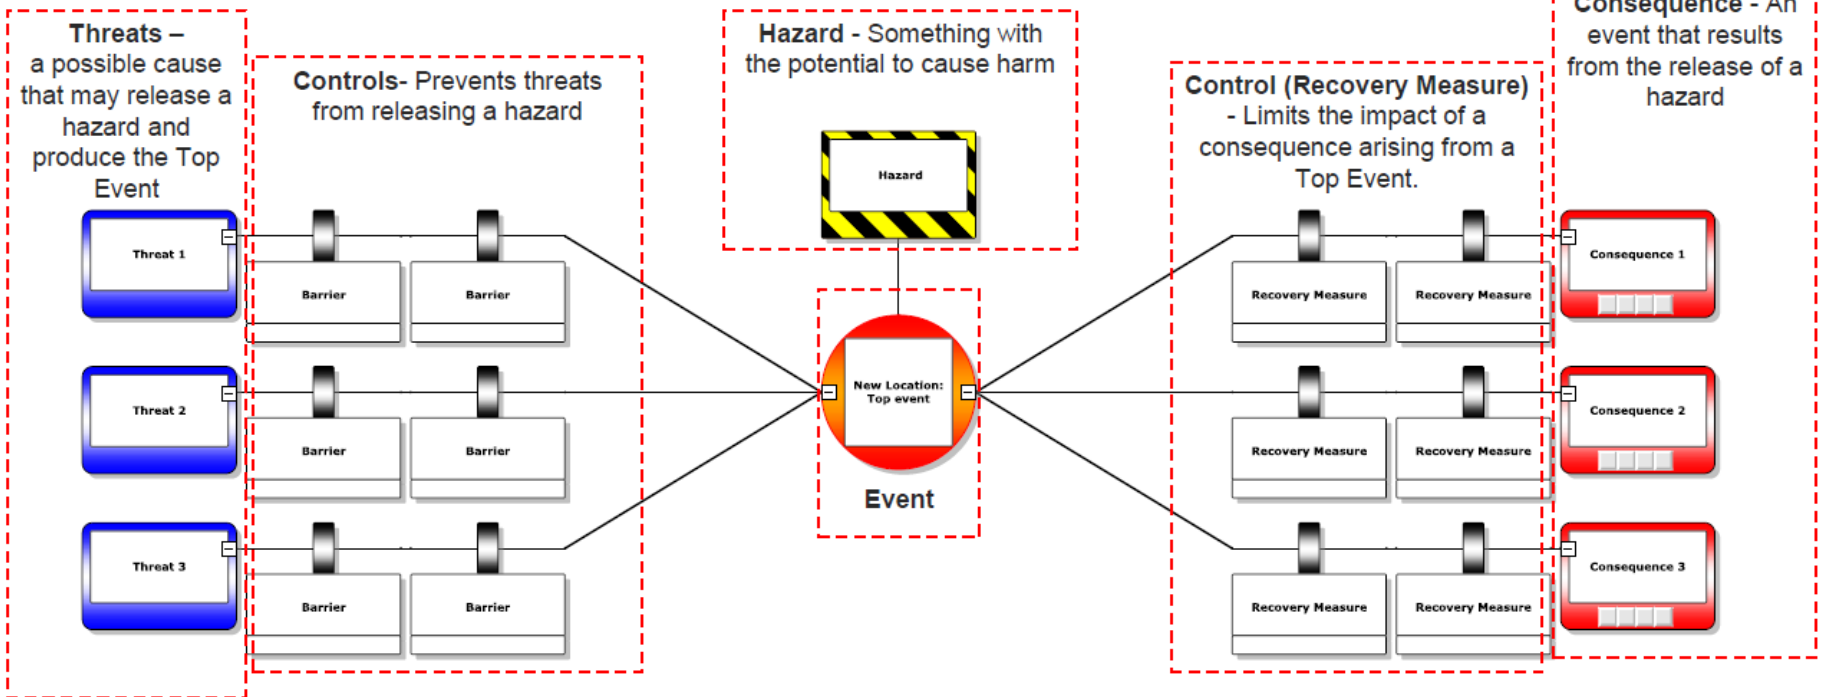 Threats –
a possible cause
that may release a
hazard and
produce the Top
Event
Controls- Prevents threats
from releasing a hazard
Hazard - Something with
the potential to cause harm
Control (Recovery Measure)
- Limits the impact of a
consequence arising from a
Top Event.
Consequence - An
event that results
from the release of a
hazard
Hazard
Threat 1
Barrier
Barrier
Recovery Measure
Recovery Measure
Consequence 1
Threat 2
Barrier
Barrier
New Location:
Top event
Event
Recovery Measure
Recovery Measure
Consequence 2
Threat 3
Barrier
Barrier
Recovery Measure
Recovery Measure
Consequence 3